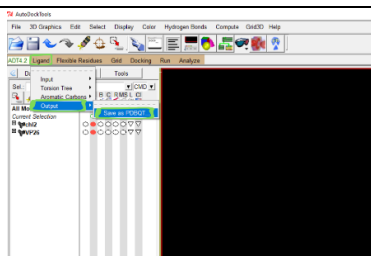 AutoDockTools
File 3D Graphics Edit Select Display Color Hydrogen Bonds Compute Grid3D Help
ADT4.2 Ligand Flexible Residues Grid Docking Run Analyze
Tools
Input
Sel.: CMD
Torsion Tree
Aromatic Carbons
Output
Save as PDBQT...
All Mo
Current Selection
VP26